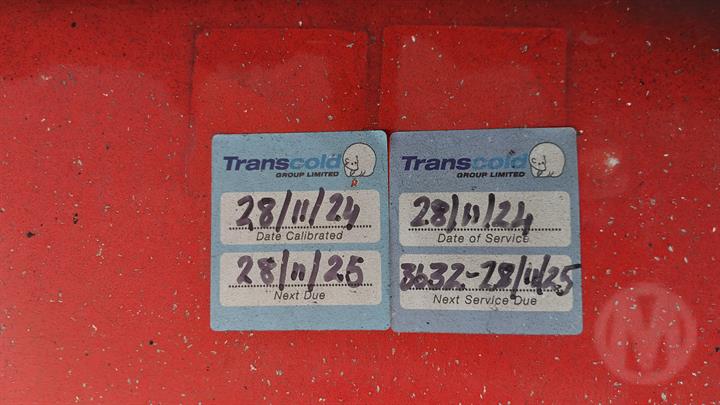 Transcold
GROUP LIMITED
28/11/24
Date Calibrated
28/11/25
Next Due
Transcold
GROUP LIMITED
28/11/24
Date of Service
3632-28/11/25
Next Service Due
M